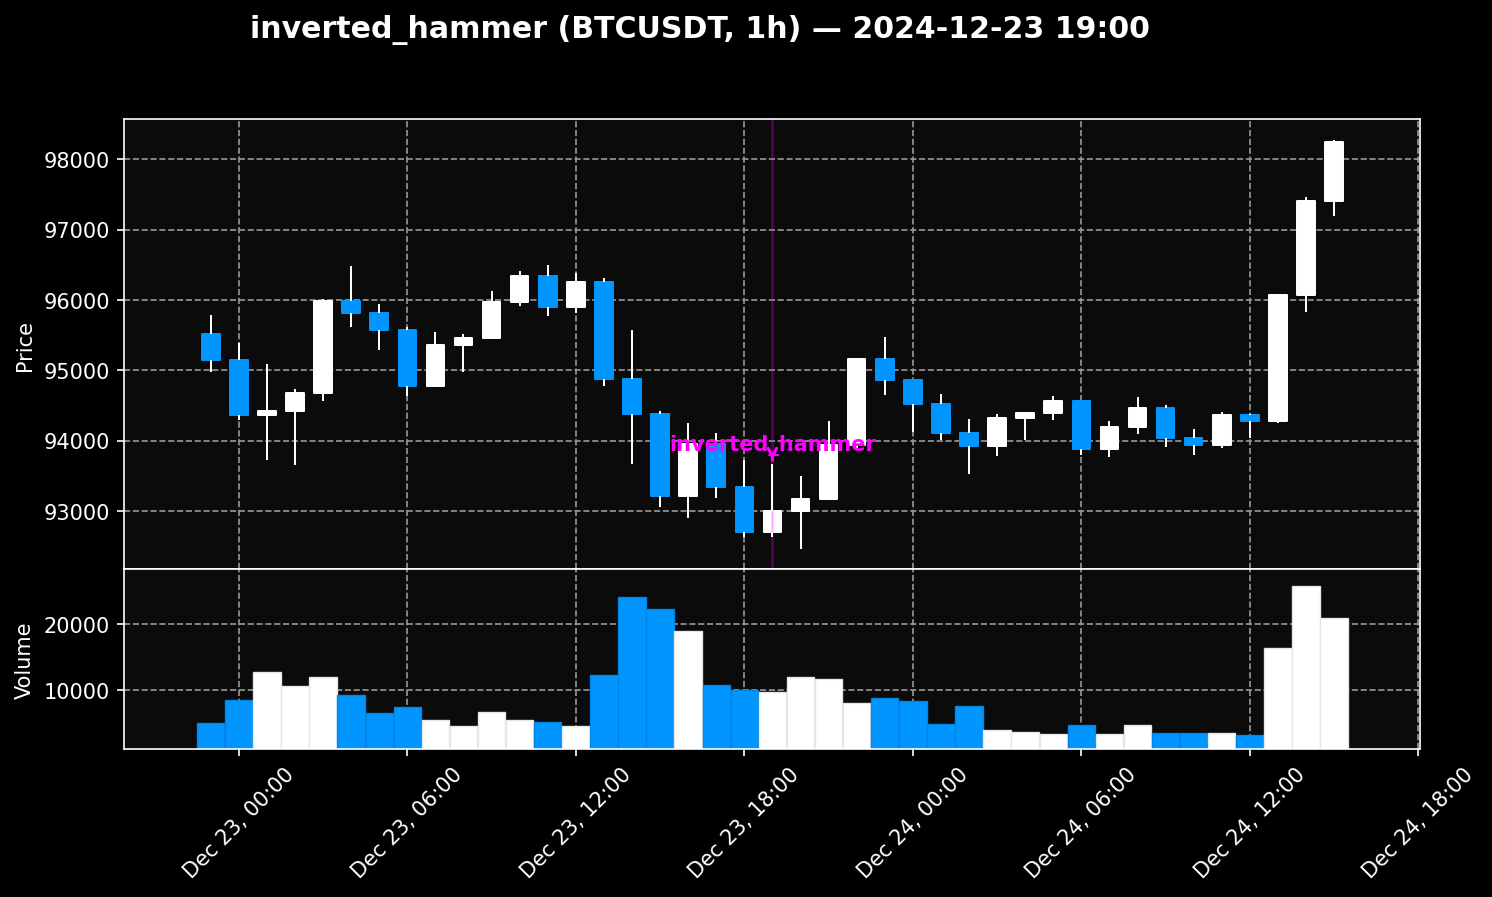 inverted_hammer (BTCUSDT, 1h) — 2024-12-23 19:00
98000
97000
96000
95000
94000
93000
Price
inverted_hammer
20000
10000
Volume
Dec 23, 00:00
Dec 23, 06:00
Dec 23, 12:00
Dec 23, 18:00
Dec 24, 00:00
Dec 24, 06:00
Dec 24, 12:00
Dec 24, 18:00